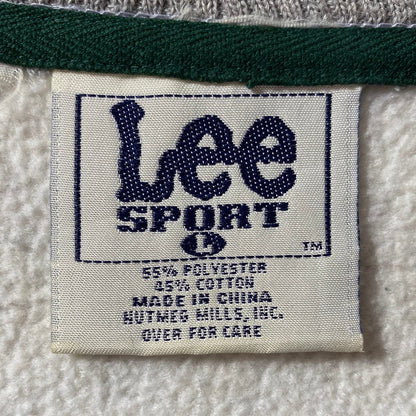 Lee
SPORT
L
TM
55% POLYESTER
45% COTTON
MADE IN CHINA
NUTMEG MILLS, INC.
OVER FOR CARE